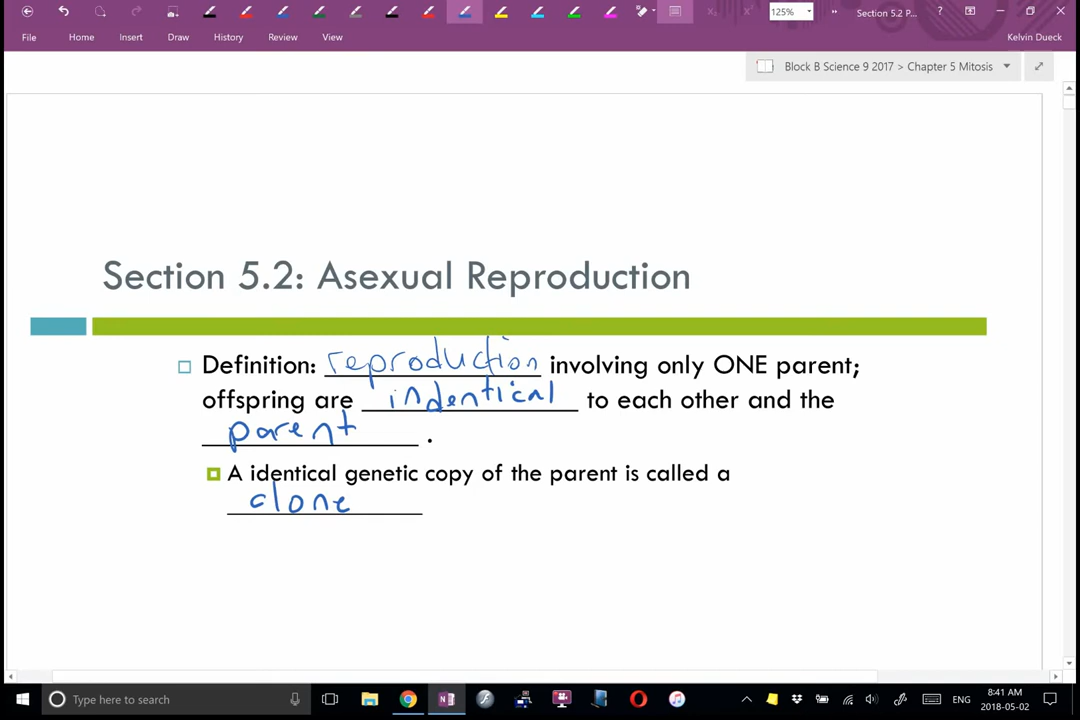 125%
Section 5.2 P...
?
File
Home
Insert
Draw
History
Review
View
Kelvin Dueck
Block B Science 9 2017 > Chapter 5 Mitosis
Section 5.2: Asexual Reproduction
Definition: reproduction involving only ONE parent;
offspring are indentical to each other and the
parent .
A identical genetic copy of the parent is called a
clone
Type here to search
ENG
8:41 AM
2018-05-02